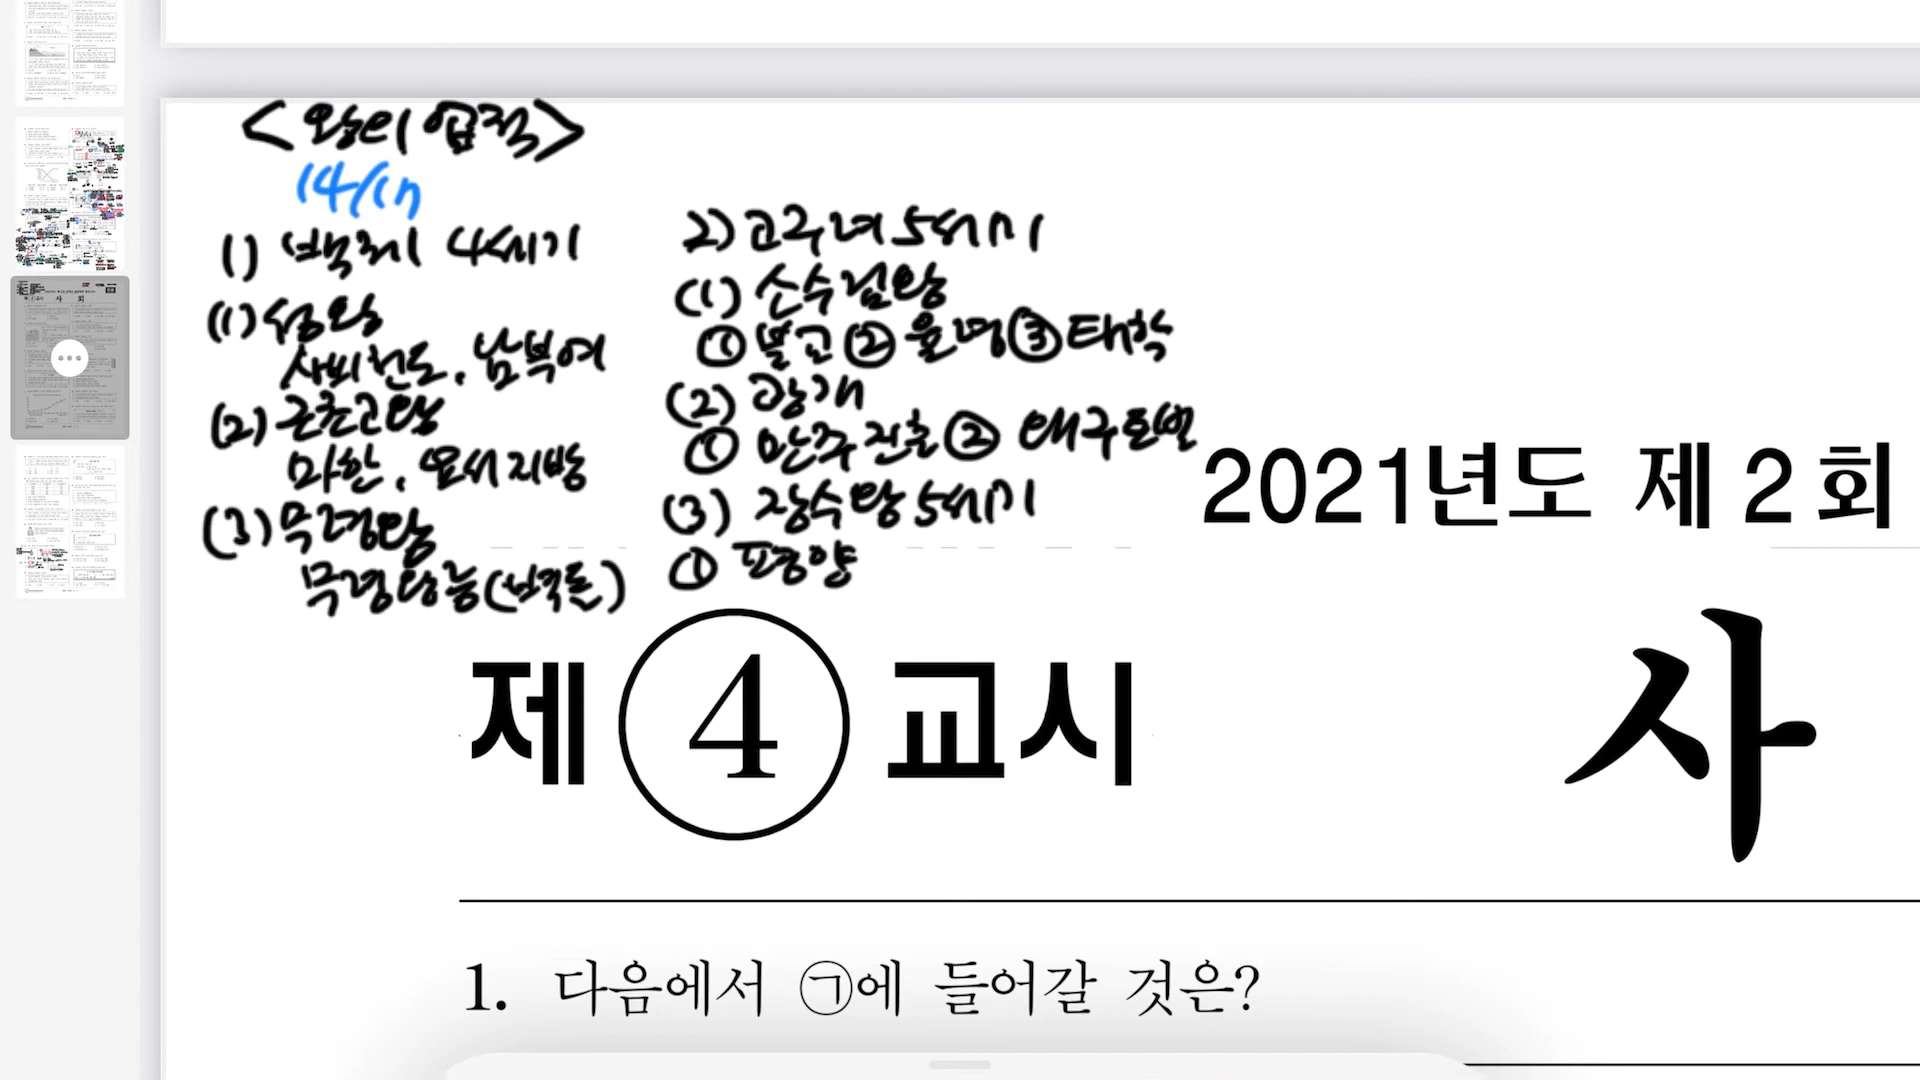 <왕의 업적>
14/17
1) 백제 4세기
(1) 성왕
사비천도, 남부여
(2) 근초고왕
마한, 요서지방
(3) 무령왕
무령왕릉(벽돌)
2) 고구려 5세기
(1) 소수림왕
① 불교 ② 율령 ③ 태학
(2) 광개
① 만주진출 ② 왜구토벌
(3) 장수왕 5세기
① 평양
2021년도 제2회
제 ④ 교시
사
1. 다음에서 ㉠에 들어갈 것은?